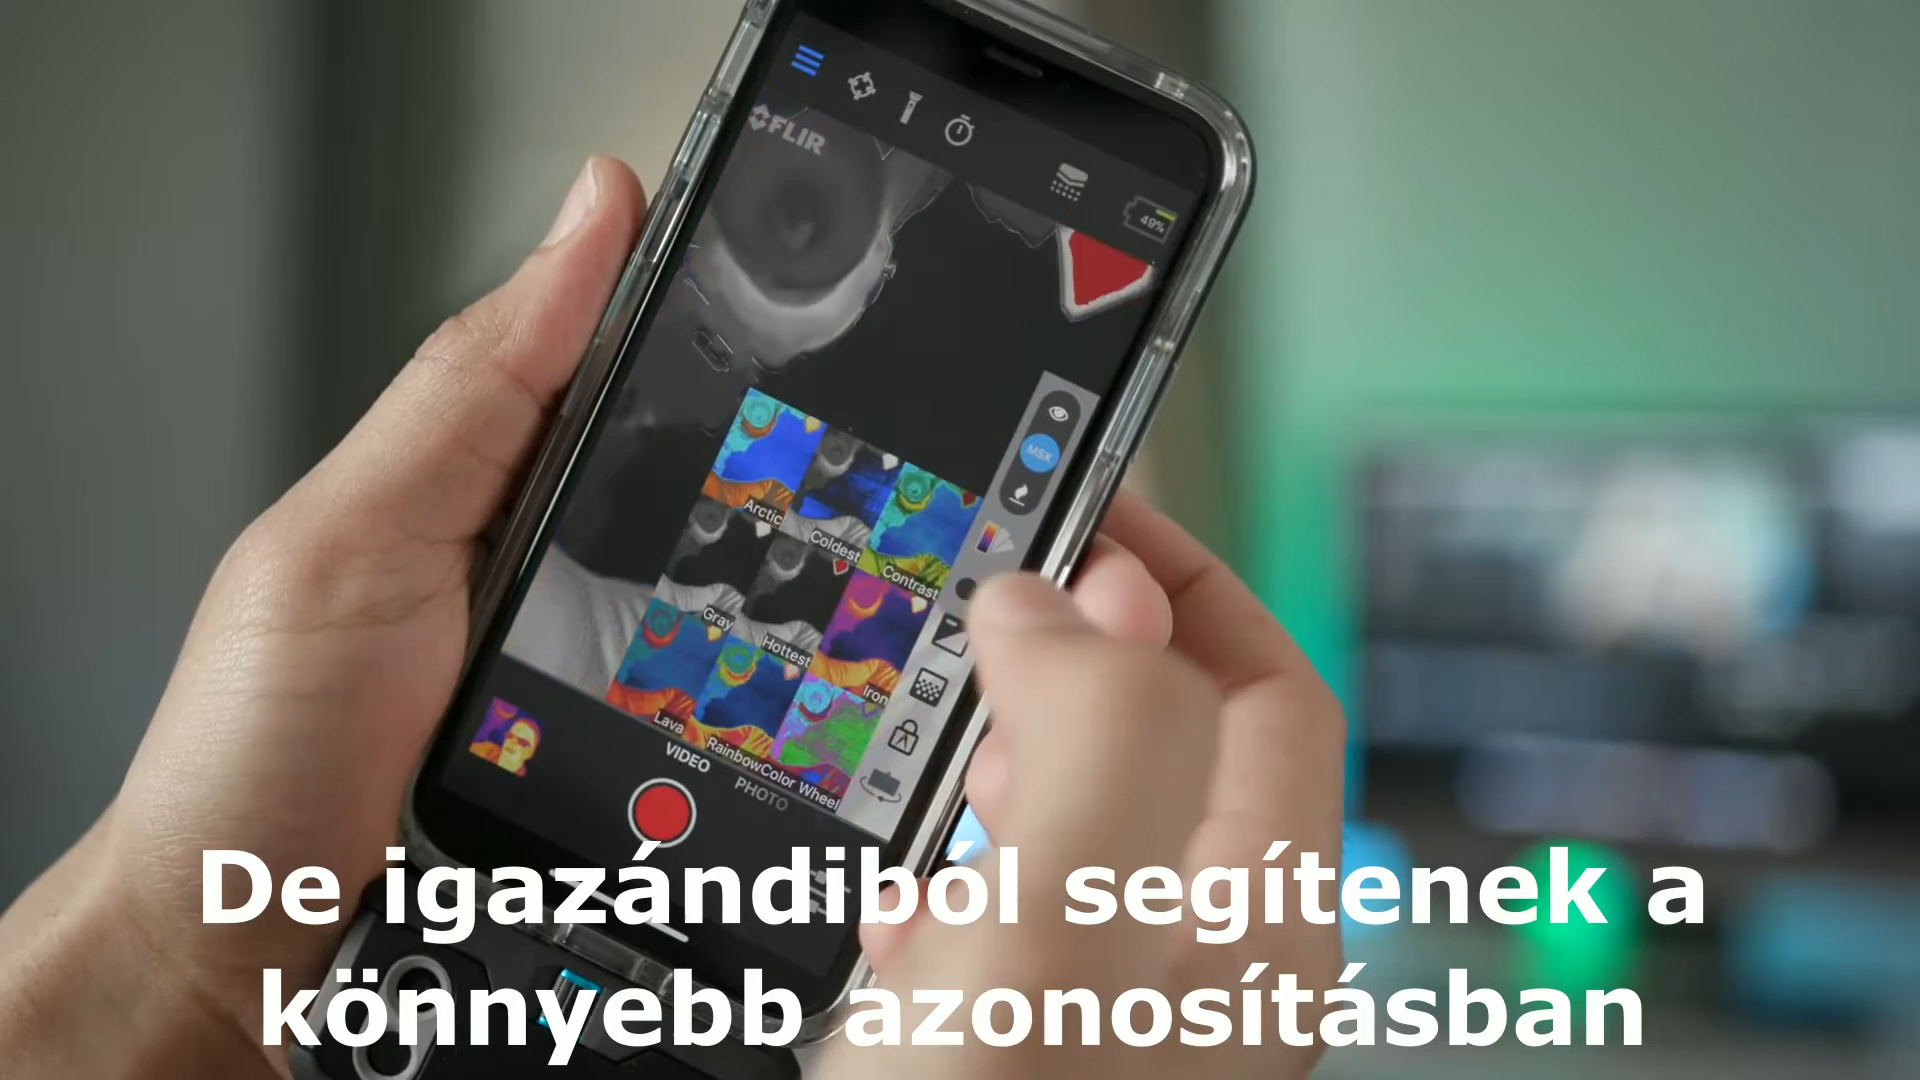 FLIR
49%
MSX
Arctic
Coldest
Contrast
Gray
Hottest
Iron
Lava
Rainbow
Color Wheel
VIDEO
PHOTO
De igazándiból segítenek a
könnyebb azonosításban